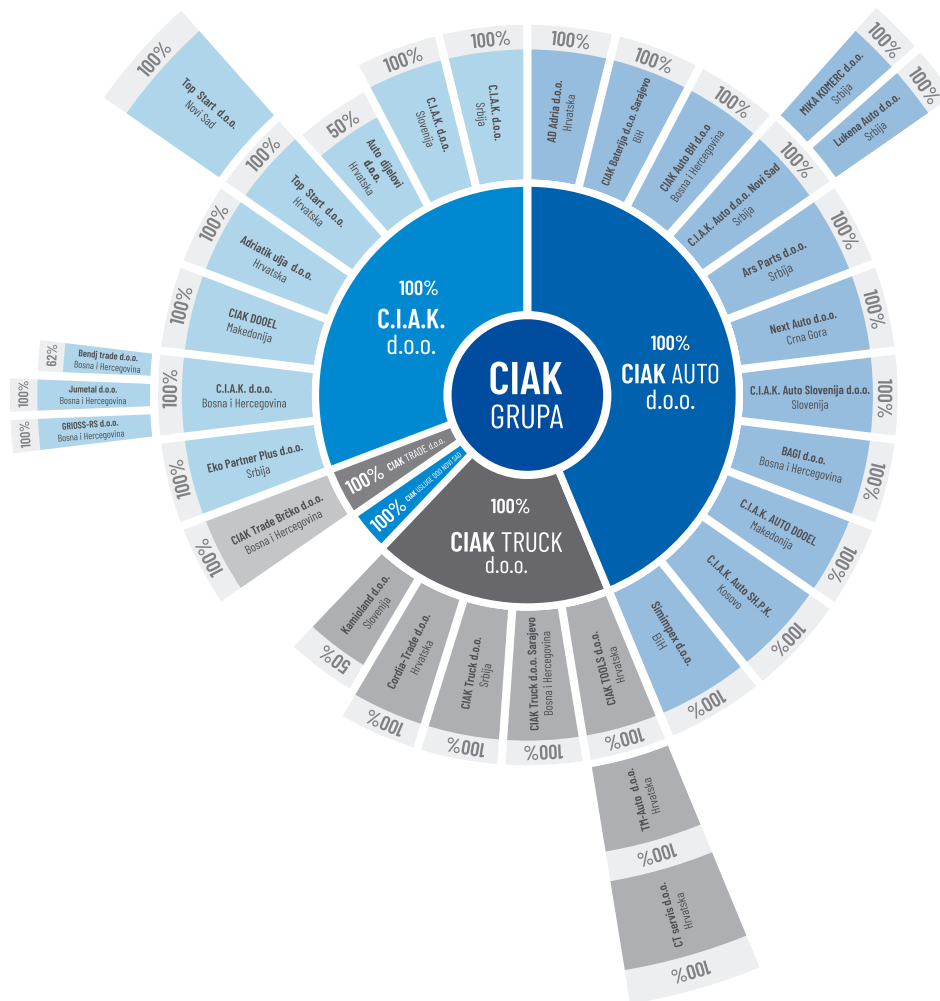 CIAK
GRUPA
100%
C.I.A.K.
d.o.o.
100%
CIAK AUTO
d.o.o.
100%
CIAK TRUCK
d.o.o.
100% CIAK TRADE d.o.o.
100% CIAK USLUGE DOO NOVI SAD
100%
AD Adria d.o.o.
Hrvatska
100%
CIAK Baterija d.o.o. Sarajevo
BiH
100%
CIAK Auto BH d.o.o
Bosna i Hercegovina
100%
C.I.A.K. Auto d.o.o. Novi Sad
Srbija
100%
MIKA KOMERC d.o.o.
Srbija
100%
Lukena Auto d.o.o.
Srbija
100%
Ars Parts d.o.o.
Srbija
100%
Next Auto d.o.o.
Crna Gora
100%
C.I.A.K. Auto Slovenija d.o.o.
Slovenija
100%
BAGI d.o.o.
Bosna i Hercegovina
100%
C.I.A.K. AUTO DOOEL
Makedonija
100%
C.I.A.K. Auto SH.P.K.
Kosovo
100%
Simimpex d.o.o.
BiH
100%
CIAK TOOLS d.o.o.
Hrvatska
100%
TM-Auto d.o.o.
Hrvatska
100%
CT servis d.o.o.
Hrvatska
100%
CIAK Truck d.o.o. Sarajevo
Bosna i Hercegovina
100%
CIAK Truck d.o.o.
Srbija
100%
Cordia-Trade d.o.o.
Hrvatska
100%
Kamioland d.o.o.
Slovenija
50%
CIAK Trade Brčko d.o.o.
Bosna i Hercegovina
100%
Eko Partner Plus d.o.o.
Srbija
100%
C.I.A.K. d.o.o.
Bosna i Hercegovina
100%
GRIOSS-RS d.o.o.
Bosna i Hercegovina
100%
Jumetal d.o.o.
Bosna i Hercegovina
100%
Bendj trade d.o.o.
Bosna i Hercegovina
62%
CIAK DOOEL
Makedonija
100%
Adriatik ulja d.o.o.
Hrvatska
100%
Top Start d.o.o.
Hrvatska
100%
Top Start d.o.o.
Novi Sad
100%
Auto dijelovi
d.o.o.
Hrvatska
50%
C.I.A.K. d.o.o.
Slovenija
100%
C.I.A.K. d.o.o.
Srbija
100%